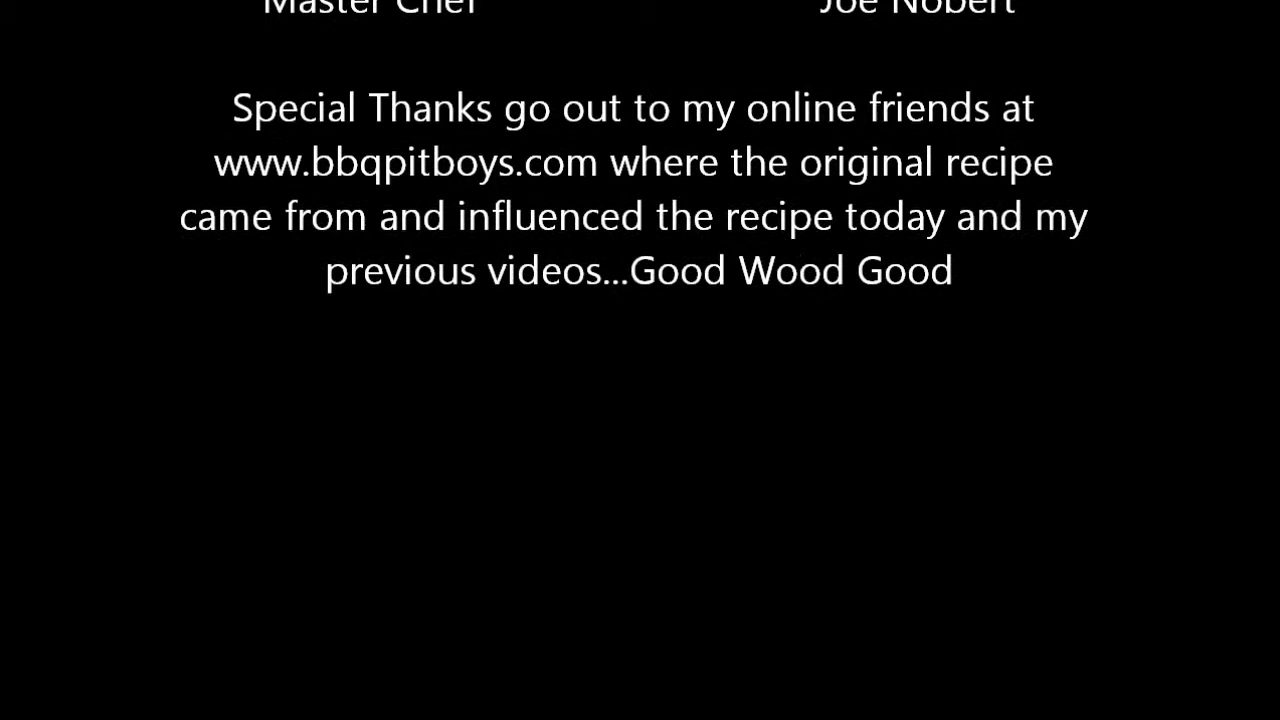 Master Chef Joe Nobert
Special Thanks go out to my online friends at
www.bbqpitboys.com where the original recipe
came from and influenced the recipe today and my
previous videos...Good Wood Good